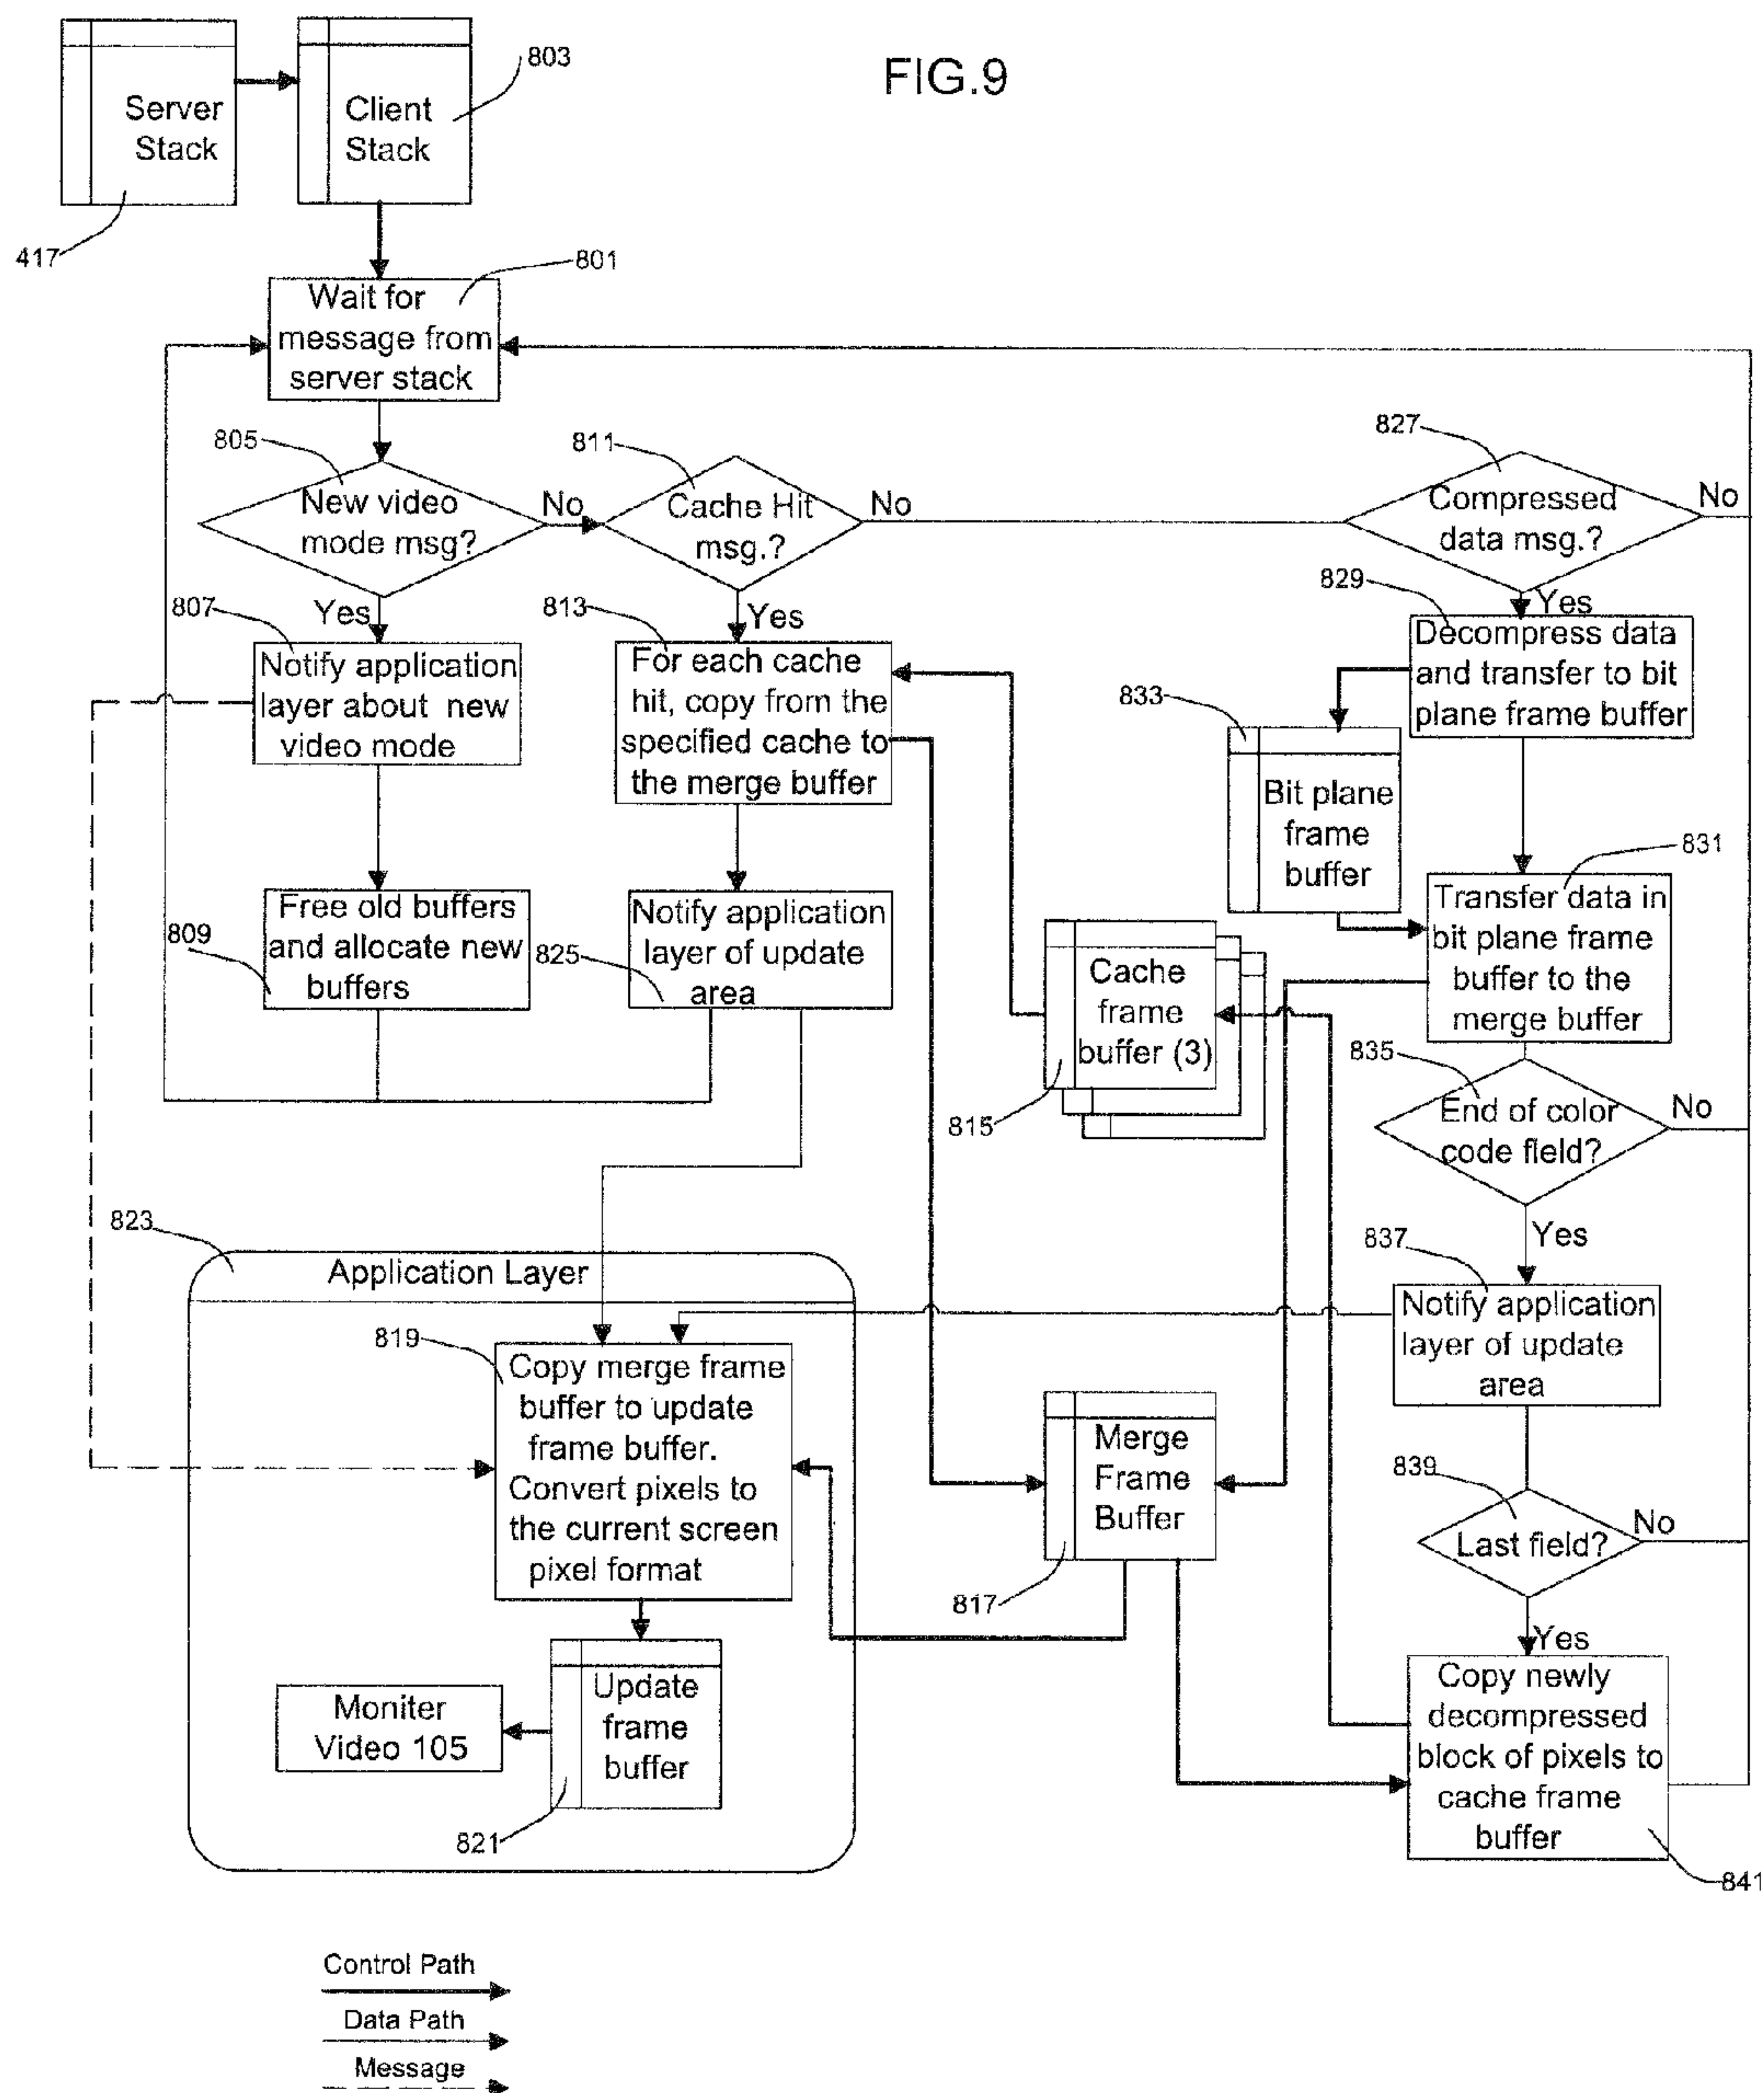 FIG.9
Server
Stack
417
Client
Stack
803
Wait for
message from
server stack
801
805
New video
mode msg?
No
Yes
811
Cache Hit
msg.?
No
Yes
827
Compressed
data msg.?
No
Yes
807
Notify application
layer about new
video mode
813
For each cache
hit, copy from the
specified cache to
the merge buffer
829
Decompress data
and transfer to bit
plane frame buffer
833
Bit plane
frame
buffer
831
Transfer data in
bit plane frame
buffer to the
merge buffer
809
Free old buffers
and allocate new
buffers
825
Notify application
layer of update
area
Cache
frame
buffer (3)
815
835
End of color
code field?
No
Yes
823
Application Layer
837
Notify application
layer of update
area
819
Copy merge frame
buffer to update
frame buffer.
Convert pixels to
the current screen
pixel format
Merge
Frame
Buffer
817
839
Last field?
No
Yes
Moniter
Video 105
Update
frame
buffer
821
Copy newly
decompressed
block of pixels to
cache frame
buffer
841
Control Path
Data Path
Message